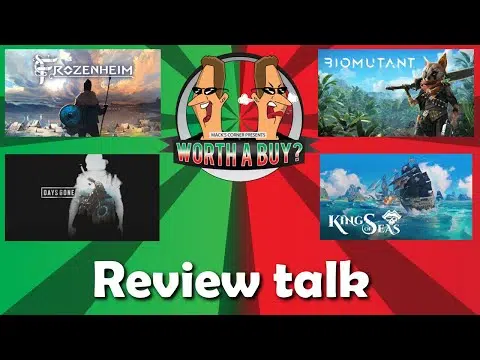 FROZENHEIM
BIOMUTANT
MACK'S CORNER PRESENTS
WORTH A BUY?
DAYS GONE
KING OF SEAS
Review talk